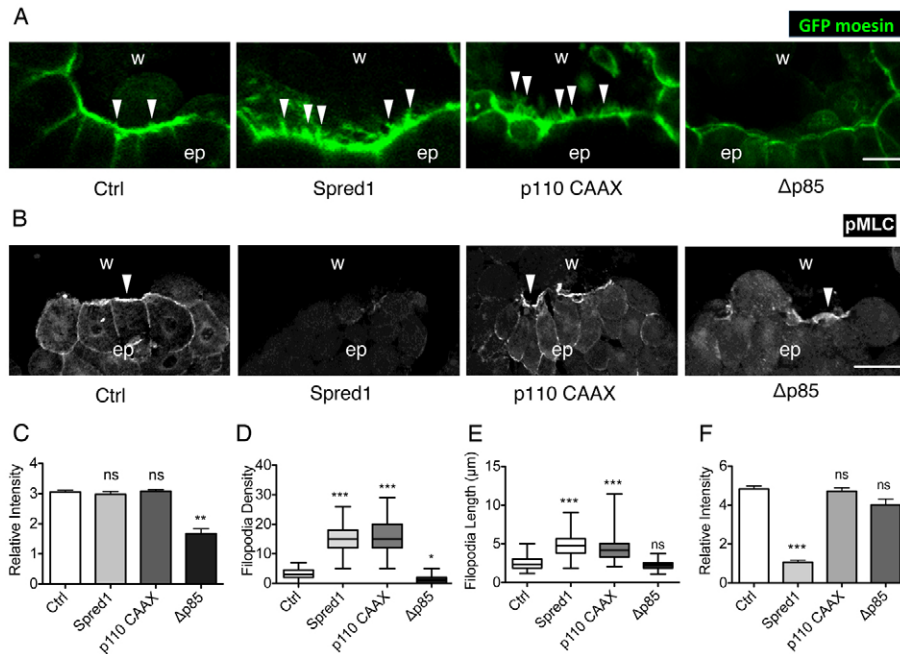 A
GFP moesin
w
w
w
w
ep
ep
ep
ep
Ctrl
Spred1
p110 CAAX
Δp85
B
pMLC
w
w
w
w
ep
ep
ep
ep
Ctrl
Spred1
p110 CAAX
Δp85
C
Relative Intensity
4
3
2
1
0
ns
ns
**
Ctrl
Spred1
p110 CAAX
Δp85
D
Filopodia Density
40
30
20
10
0
***
***
*
Ctrl
Spred1
p110 CAAX
Δp85
E
Filopodia Length (μm)
15
10
5
0
***
***
ns
Ctrl
Spred1
p110 CAAX
Δp85
F
Relative Intensity
6
4
2
0
***
ns
ns
Ctrl
Spred1
p110 CAAX
Δp85